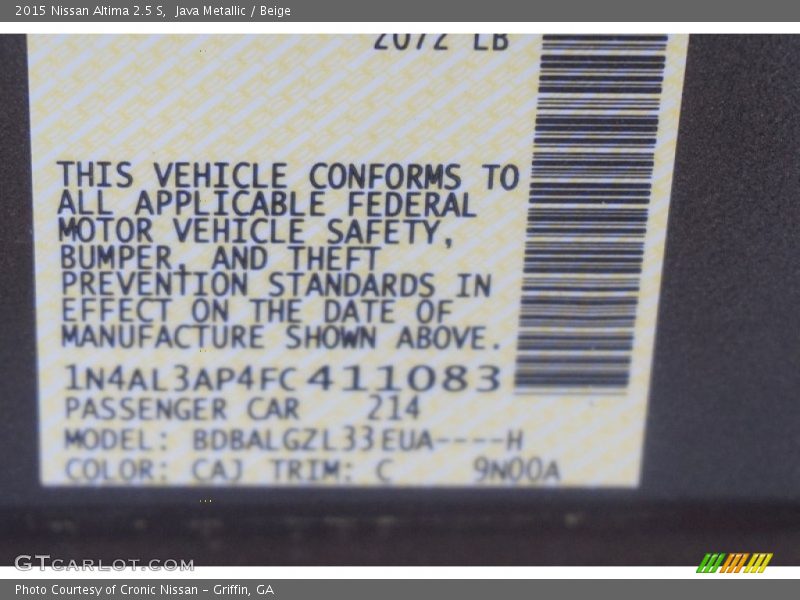 2015 Nissan Altima 2.5 S,  Java Metallic / Beige
2072 LB
THIS VEHICLE CONFORMS TO
ALL APPLICABLE FEDERAL
MOTOR VEHICLE SAFETY,
BUMPER, AND THEFT
PREVENTION STANDARDS IN
EFFECT ON THE DATE OF
MANUFACTURE SHOWN ABOVE.
1N4AL3AP4FC411083
PASSENGER CAR 214
MODEL: BDBALGZL33EUA----H
COLOR: CAJ TRIM: C 9N00A
GTCARLOT.COM
Photo Courtesy of Cronic Nissan - Griffin, GA